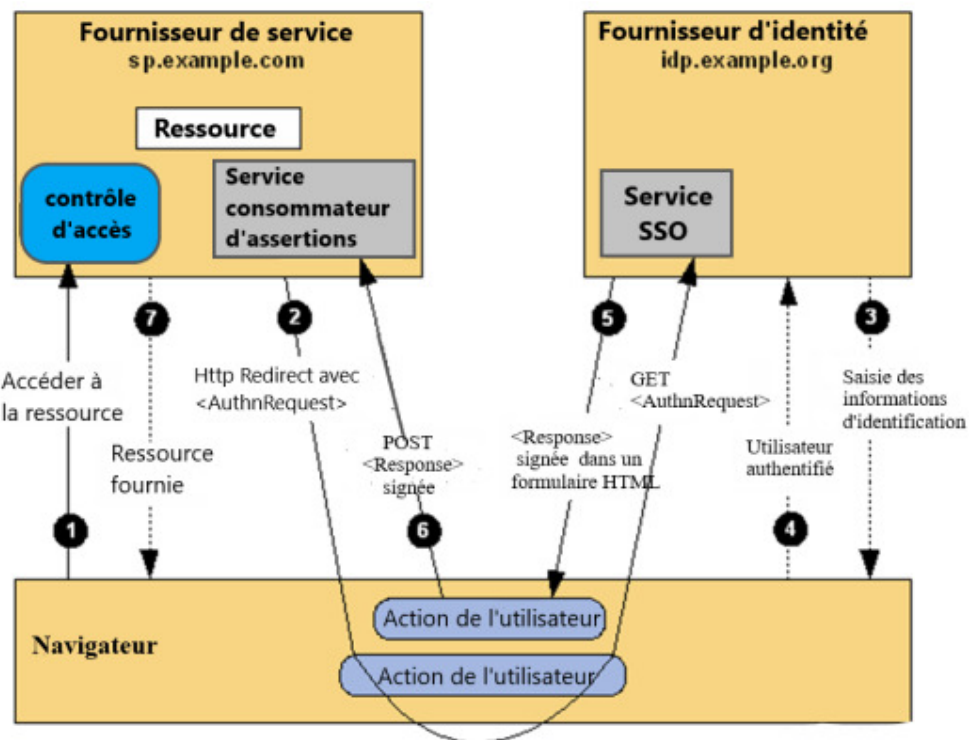 Fournisseur de service
sp.example.com
Ressource
contrôle
d'accès
Service
consommateur
d'assertions
Fournisseur d'identité
idp.example.org
Service
SSO
7
2
5
3
Accéder à
la ressource
Http Redirect avec
<AuthnRequest>
GET
<AuthnRequest>
Saisie des
informations
d'identification
Ressource
fournie
POST
<Response>
signée
<Response>
signée dans un
formulaire HTML
Utilisateur
authentifié
1
6
4
Navigateur
Action de l'utilisateur
Action de l'utilisateur